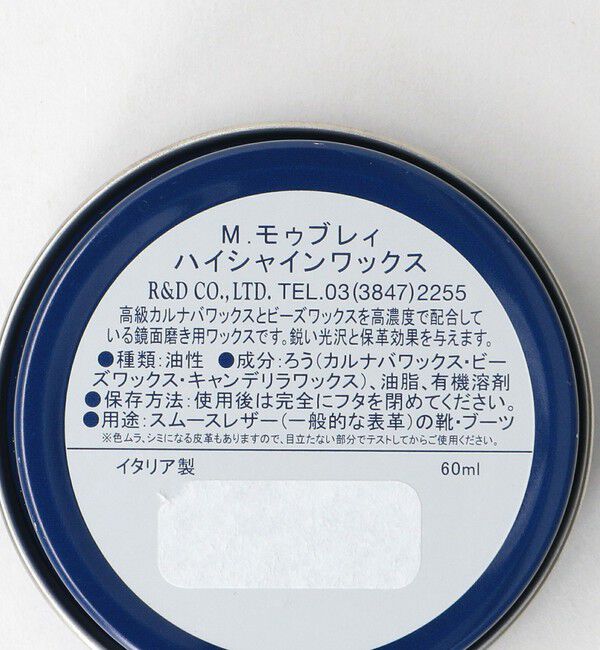 M.モゥブレィ
ハイシャインワックス
R&D CO.,LTD. TEL.03(3847)2255
高級カルナバワックスとビーズワックスを高濃度で配合して
いる鏡面磨き用ワックスです。鋭い光沢と保革効果を与えます。
●種類:油性 ●成分:ろう(カルナバワックス・ビー
ズワックス・キャンデリラワックス)、油脂、有機溶剤
●保存方法:使用後は完全にフタを閉めてください。
●用途:スムースレザー(一般的な表革)の靴・ブーツ
※色ムラ、シミになる皮革もありますので、目立たない部分でテストしてからご使用ください。
イタリア製 60ml